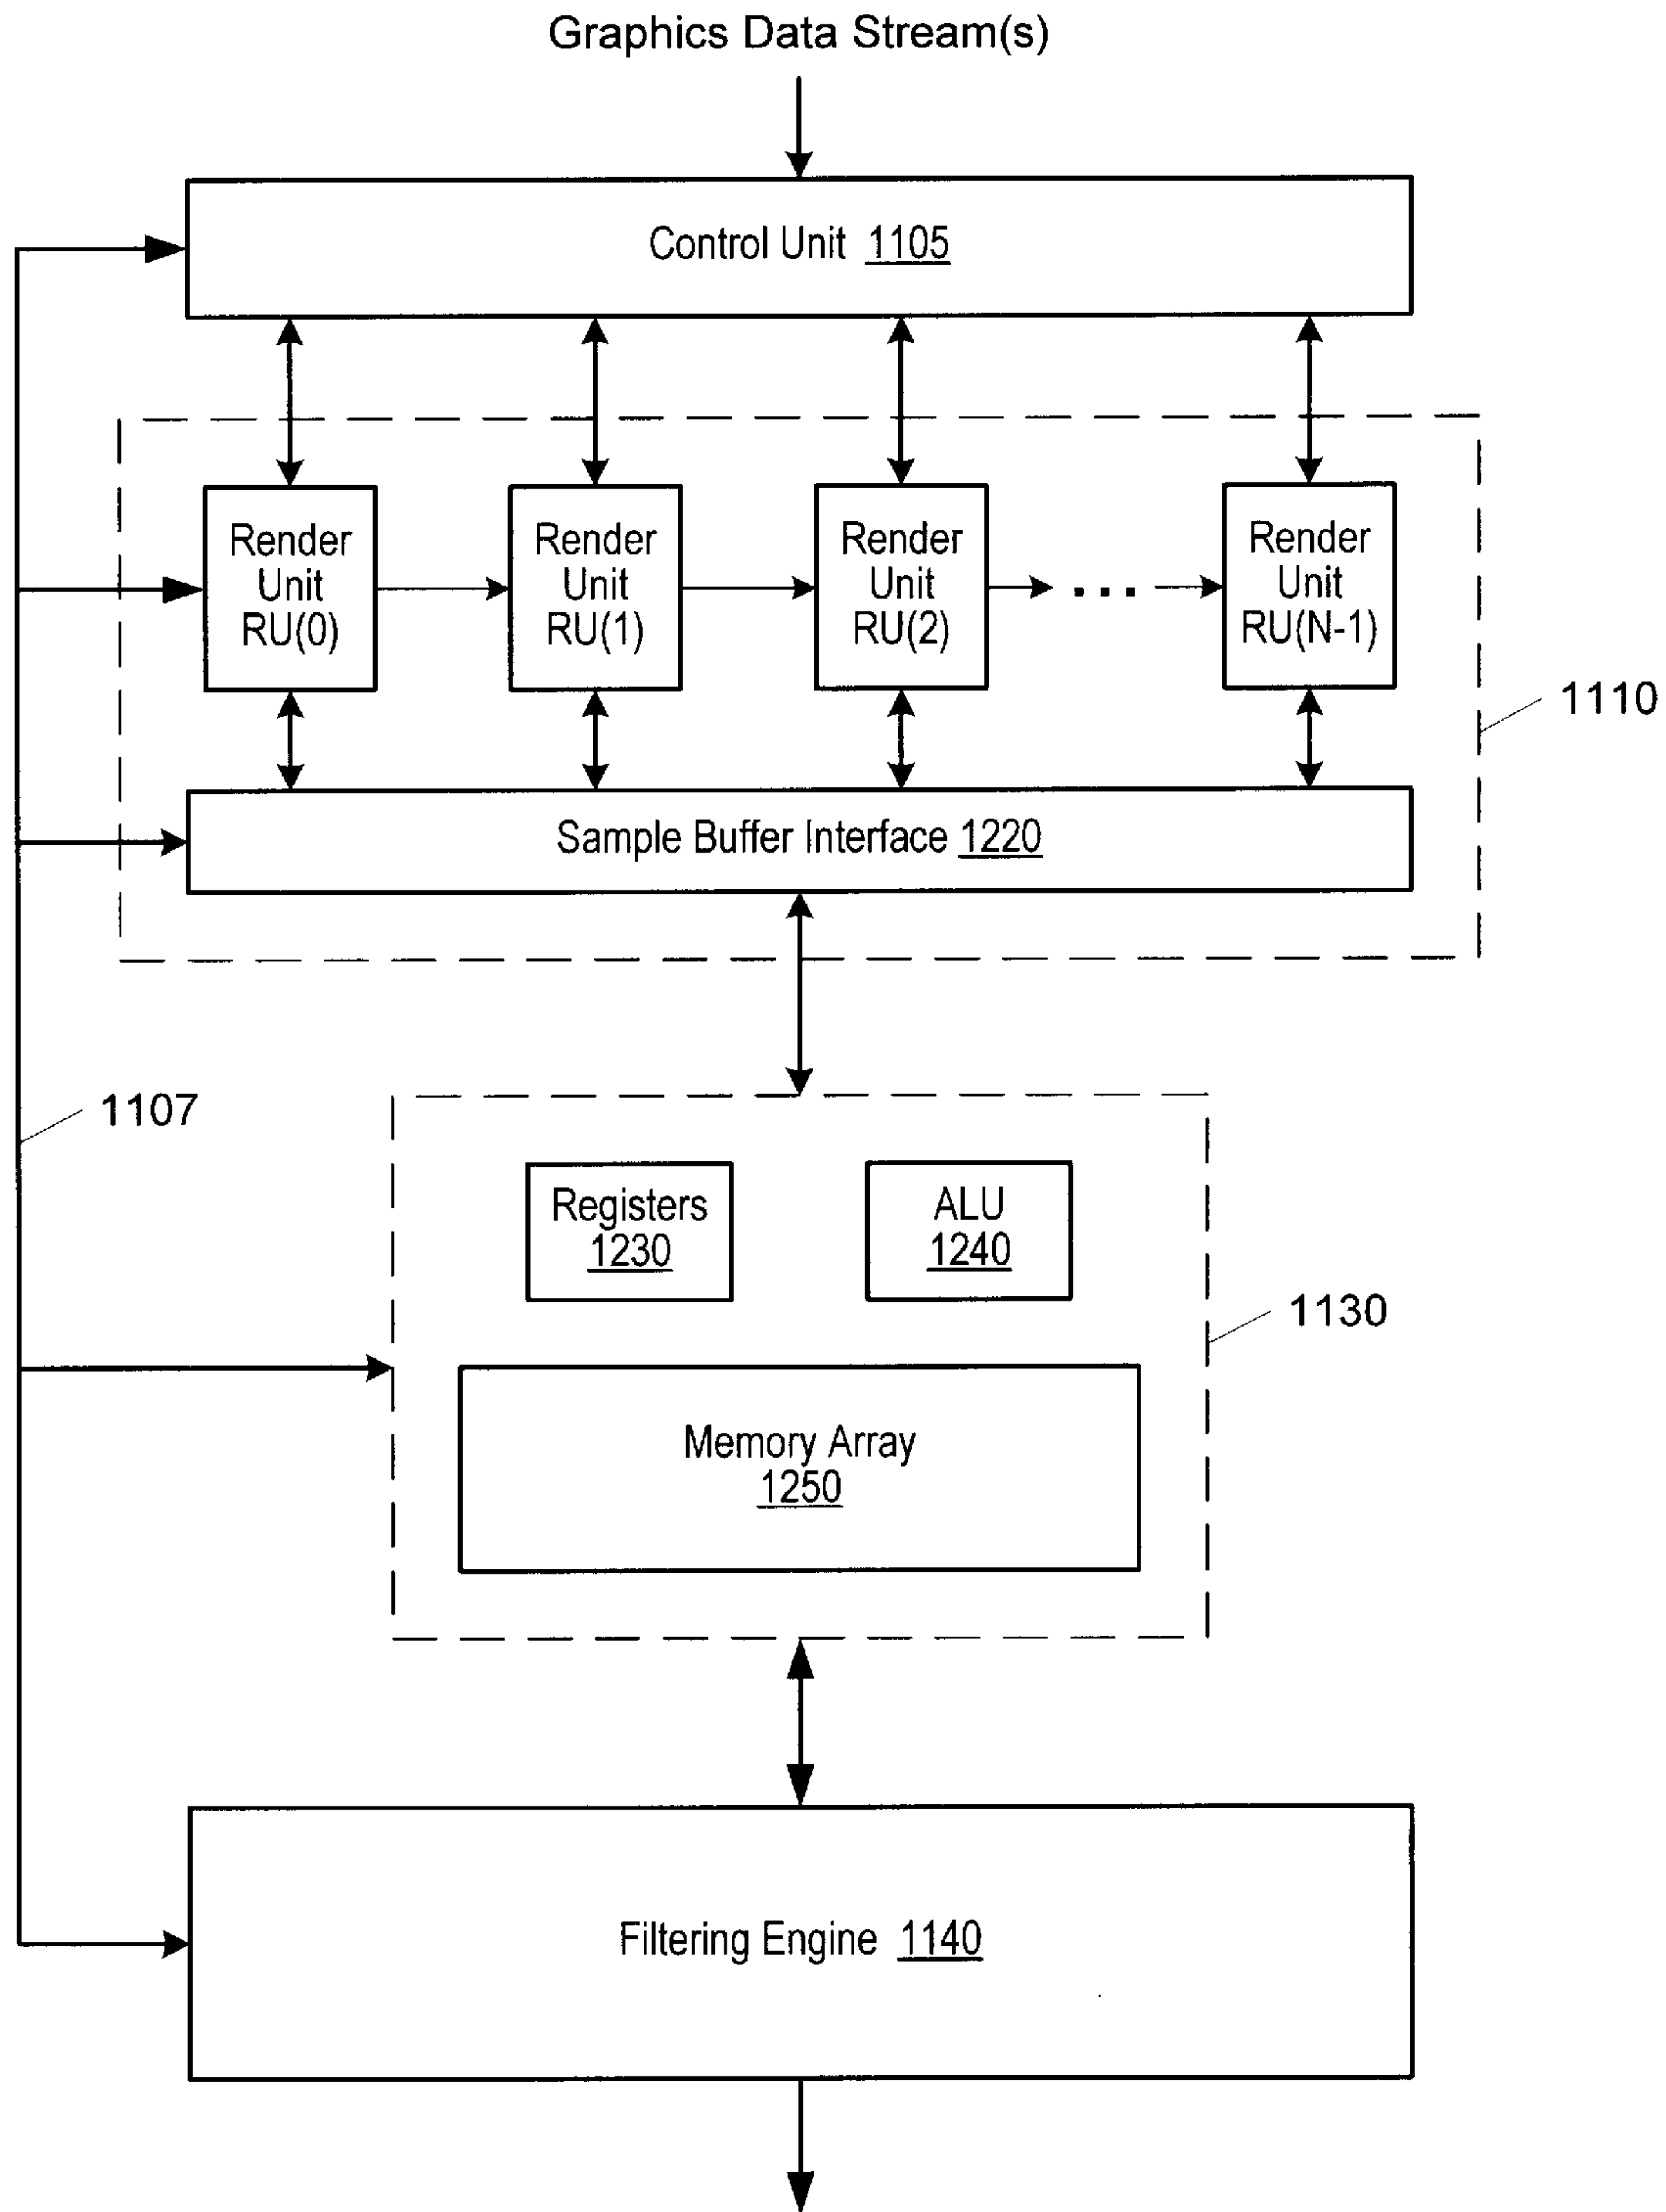 Graphics Data Stream(s)
Control Unit 1105
Render
Unit
RU(0)
Render
Unit
RU(1)
Render
Unit
RU(2)
...
Render
Unit
RU(N-1)
1110
Sample Buffer Interface 1220
1107
Registers
1230
ALU
1240
1130
Memory Array
1250
Filtering Engine 1140